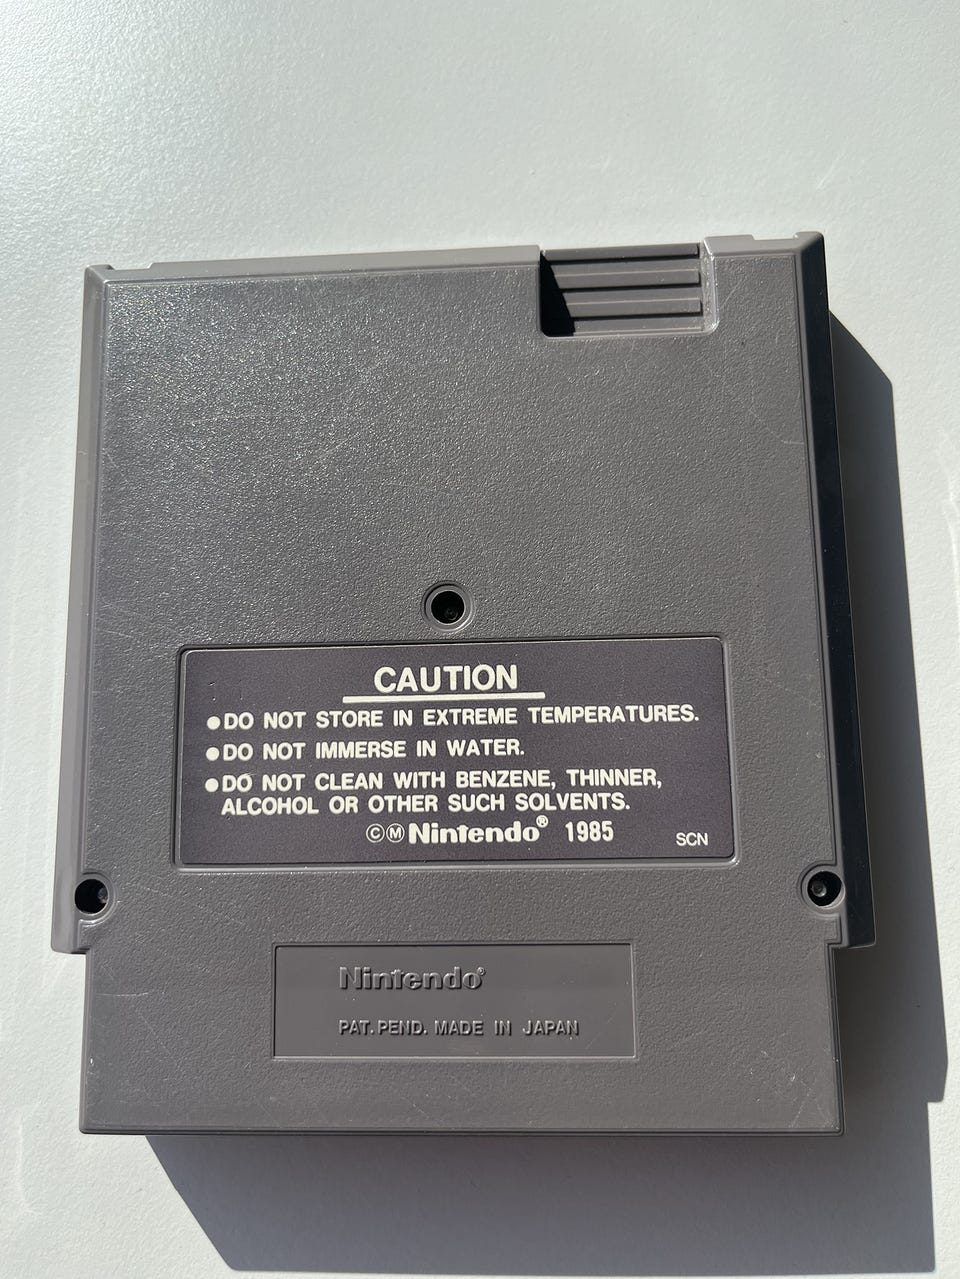 CAUTION
●DO NOT STORE IN EXTREME TEMPERATURES.
●DO NOT IMMERSE IN WATER.
●DO NOT CLEAN WITH BENZENE, THINNER,
ALCOHOL OR OTHER SUCH SOLVENTS.
©Ⓜ Nintendo® 1985 SCN
Nintendo®
PAT. PEND. MADE IN JAPAN